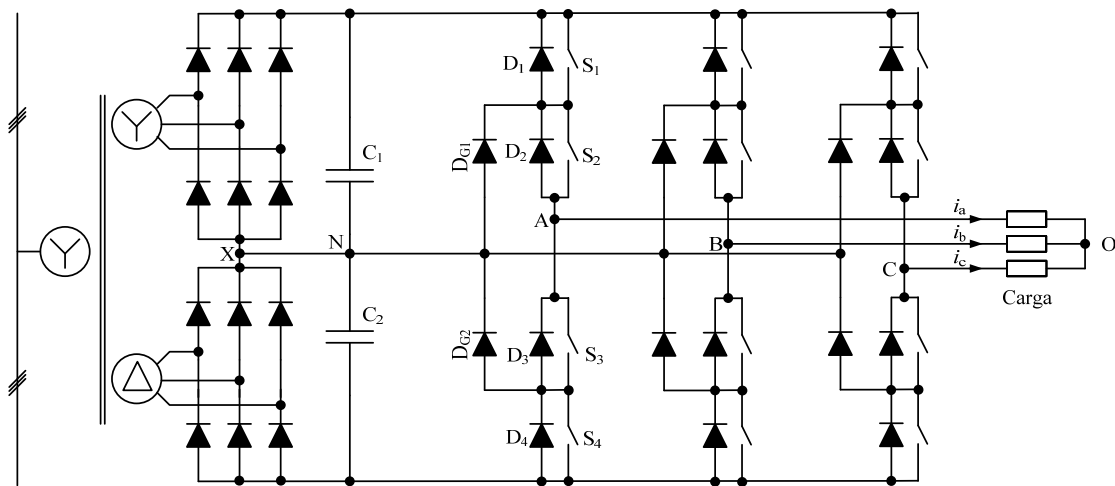 D1
S1
C1
DG1
D2
S2
A
ia
X
N
B
ib
O
C
ic
C2
Carga
DG2
D3
S3
D4
S4